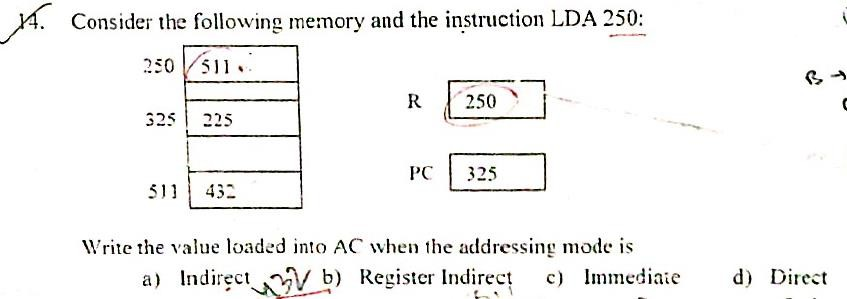 14. Consider the following memory and the instruction LDA 250:
250 511
R 250
325 225
PC 325
511 432
Write the value loaded into AC when the addressing mode is
a) Indirect b) Register Indirect c) Immediate d) Direct